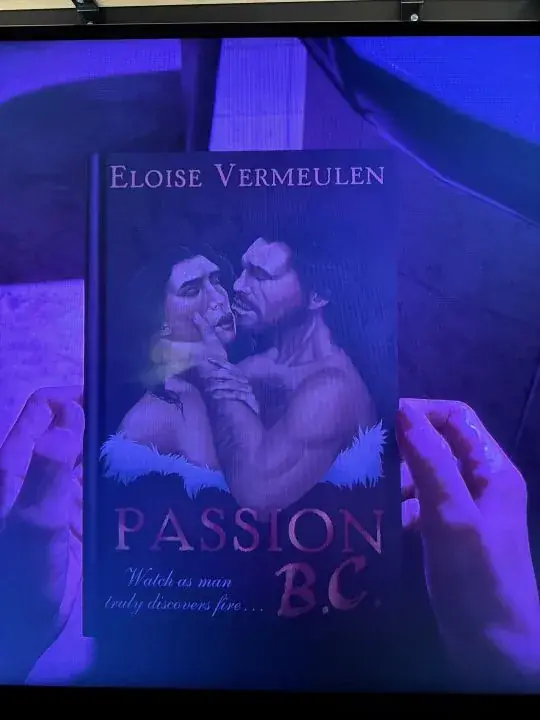 ELOISE VERMEULEN
PASSION
B.C.
Watch as man
truly discovers fire...